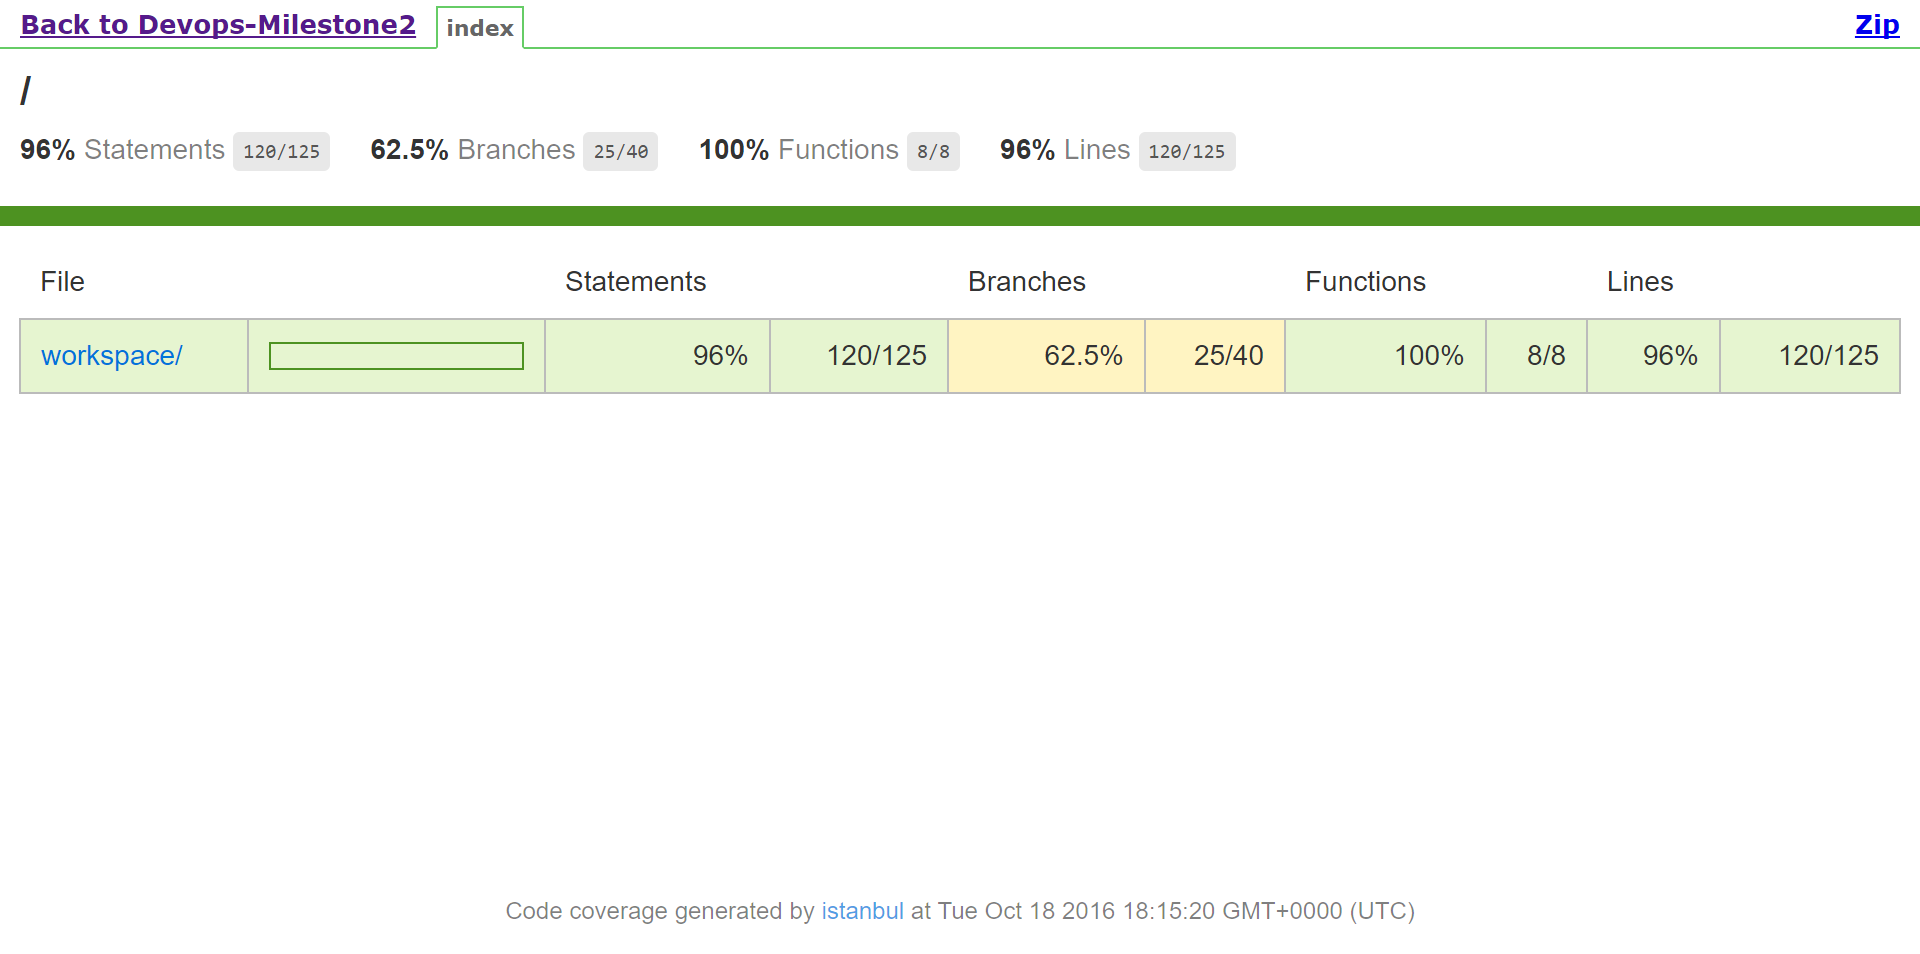 Back to Devops-Milestone2 index Zip
/
96% Statements 120/125 62.5% Branches 25/40 100% Functions 8/8 96% Lines 120/125
File Statements Branches Functions Lines
workspace/ 96% 120/125 62.5% 25/40 100% 8/8 96% 120/125
Code coverage generated by istanbul at Tue Oct 18 2016 18:15:20 GMT+0000 (UTC)